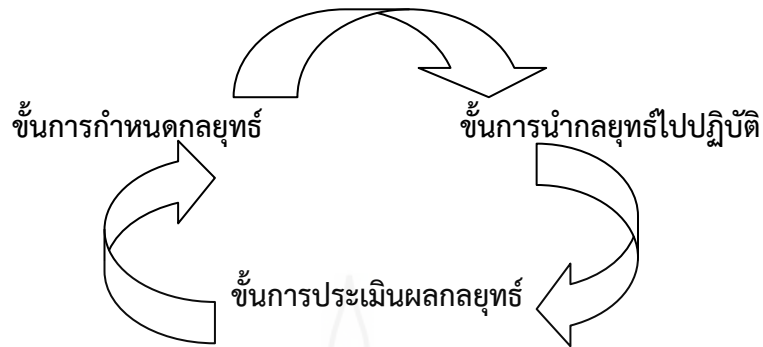 ขั้นการกำหนดกลยุทธ์
ขั้นการนำกลยุทธ์ไปปฏิบัติ
ขั้นการประเมินผลกลยุทธ์